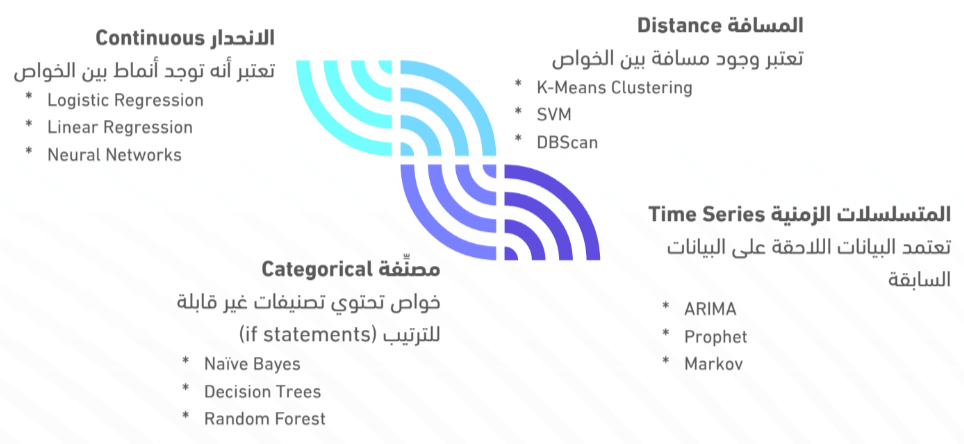 المسافة Distance
تعتبر وجود مسافة بين الخواص
* K-Means Clustering
* SVM
* DBScan
الانحدار Continuous
تعتبر أنه توجد أنماط بين الخواص
* Logistic Regression
* Linear Regression
* Neural Networks
المتسلسلات الزمنية Time Series
تعتمد البيانات اللاحقة على البيانات
السابقة
* ARIMA
* Prophet
* Markov
مصنِّفة Categorical
خواص تحتوي تصنيفات غير قابلة
للترتيب (if statements)
* Naïve Bayes
* Decision Trees
* Random Forest